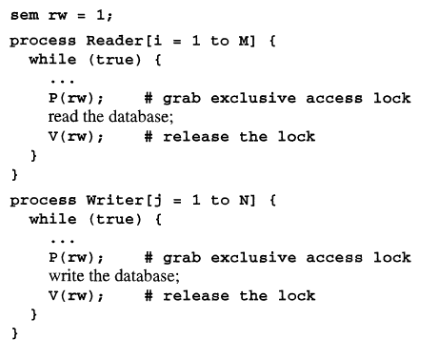 sem rw = 1;
process Reader[i = 1 to M] {
while (true) {
...
P(rw); # grab exclusive access lock
read the database;
V(rw); # release the lock
}
}
process Writer[j = 1 to N] {
while (true) {
...
P(rw); # grab exclusive access lock
write the database;
V(rw); # release the lock
}
}